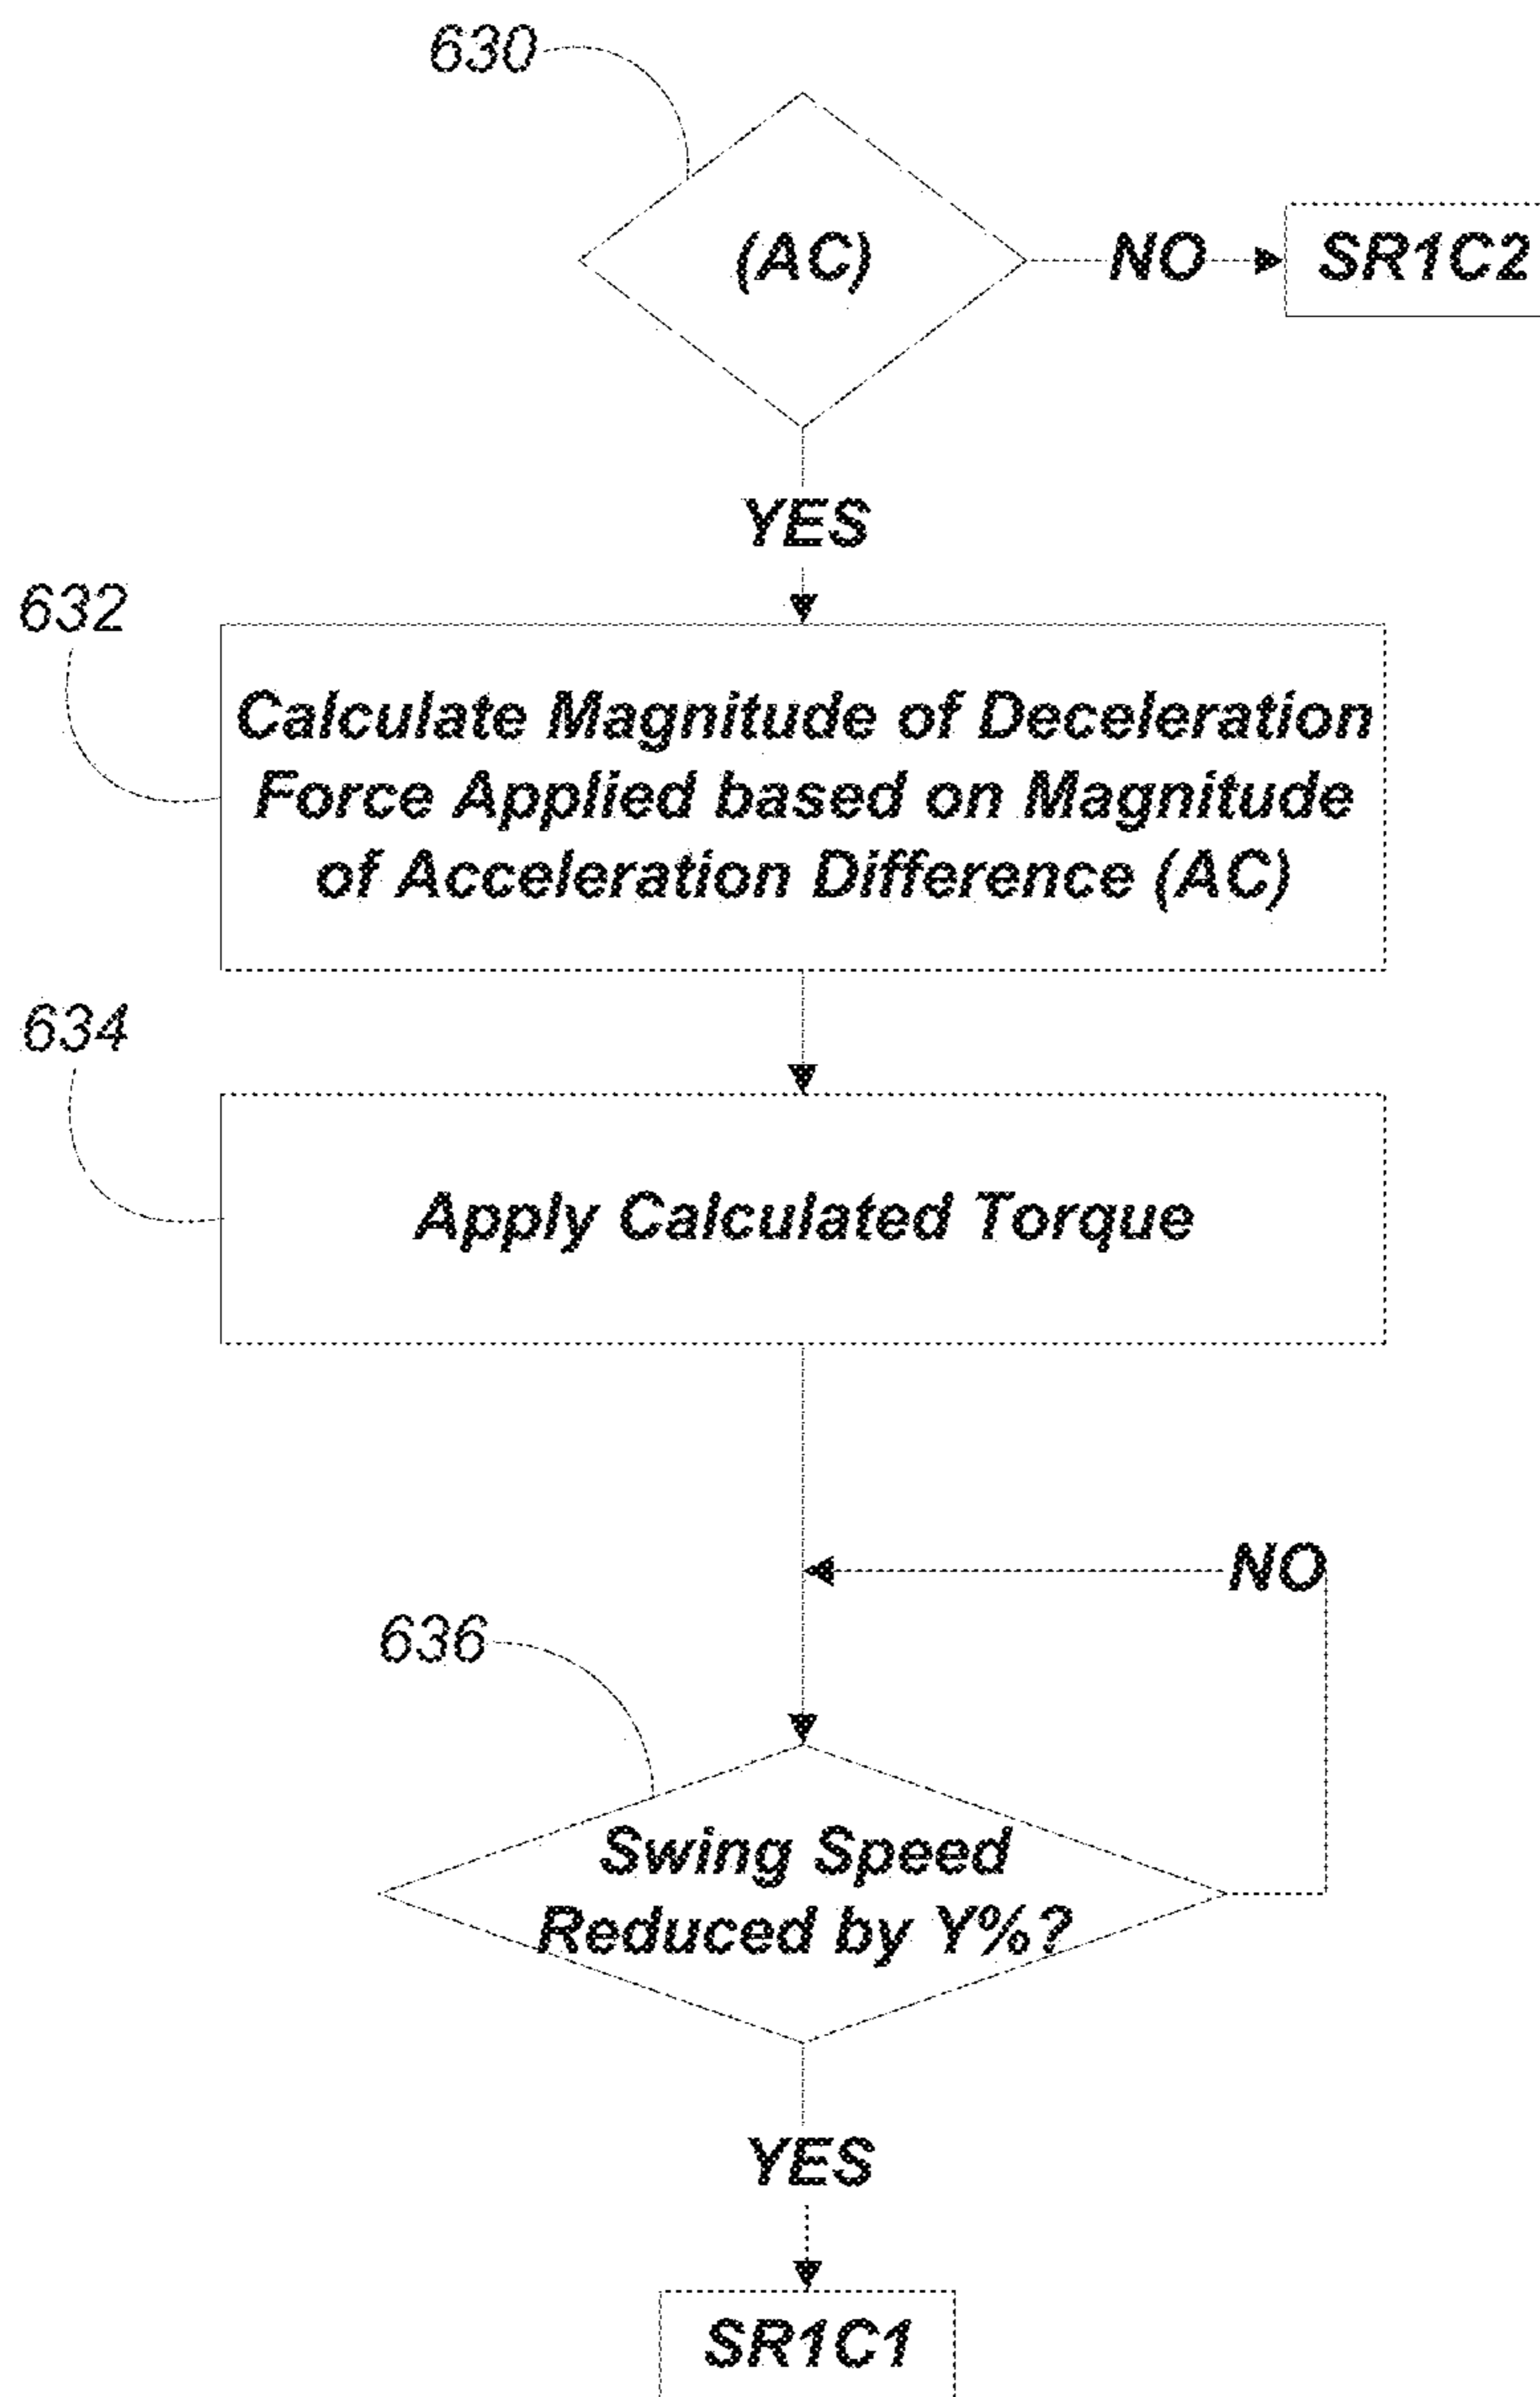 630
(AC)
NO
SR1C2
YES
632
Calculate Magnitude of Deceleration
Force Applied based on Magnitude
of Acceleration Difference (AC)
634
Apply Calculated Torque
NO
636
Swing Speed
Reduced by Y%?
YES
SR1C1